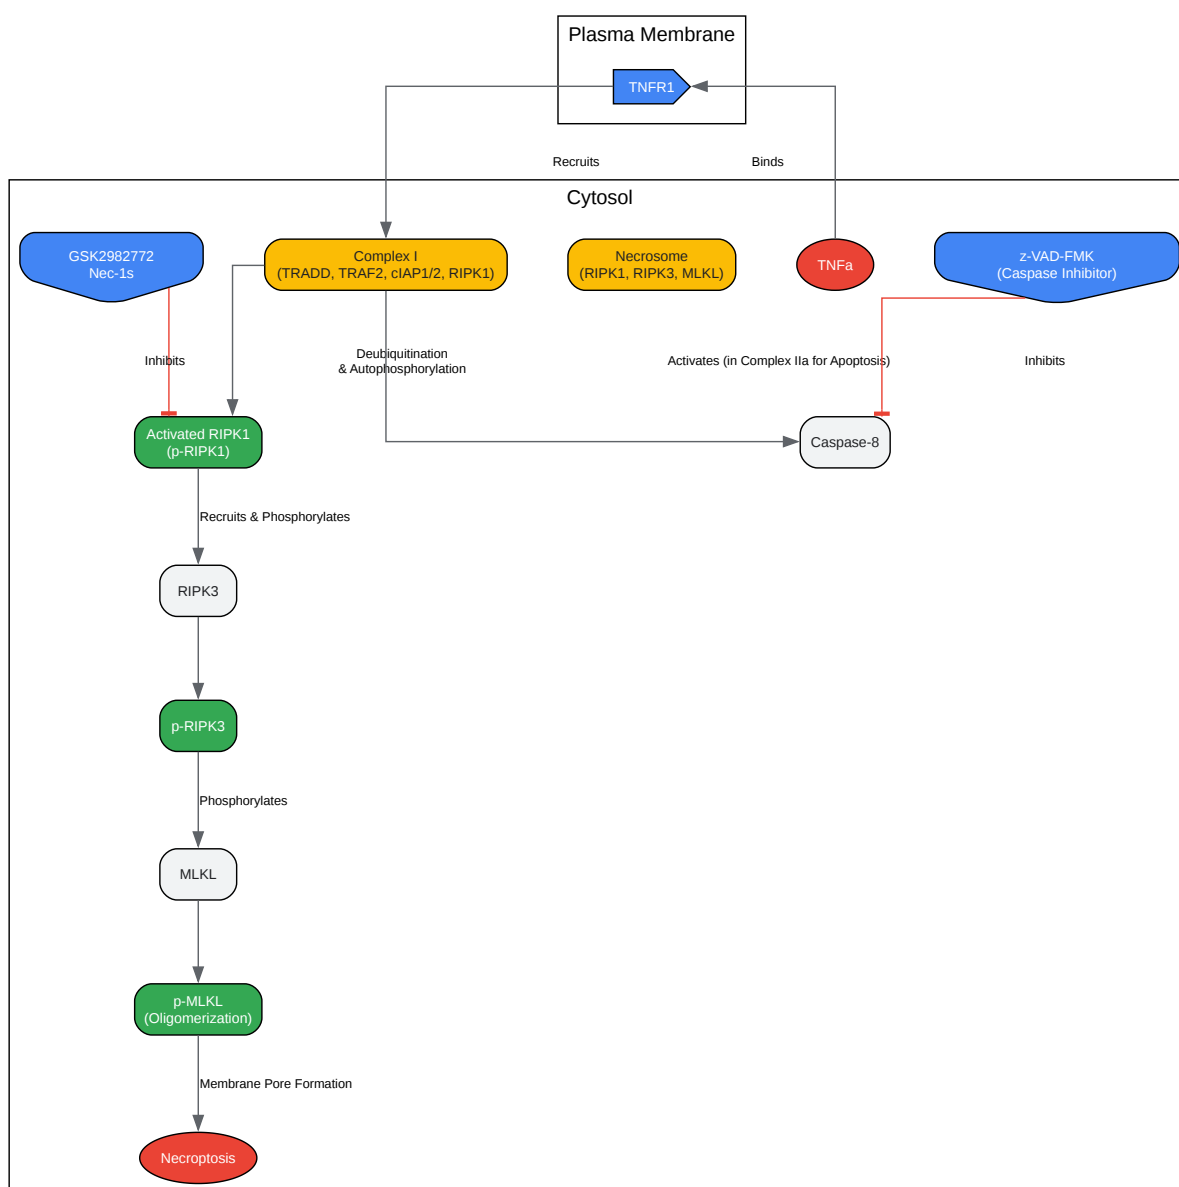 Plasma Membrane
TNFR1
Recruits
Binds
Cytosol
GSK2982772
Nec-1s
Complex I
(TRADD, TRAF2, cIAP1/2, RIPK1)
Necrosome
(RIPK1, RIPK3, MLKL)
TNFa
z-VAD-FMK
(Caspase Inhibitor)
Inhibits
Deubiquitination
& Autophosphorylation
Activates (in Complex IIa for Apoptosis)
Inhibits
Activated RIPK1
(p-RIPK1)
Caspase-8
Recruits & Phosphorylates
RIPK3
p-RIPK3
Phosphorylates
MLKL
p-MLKL
(Oligomerization)
Membrane Pore Formation
Necroptosis